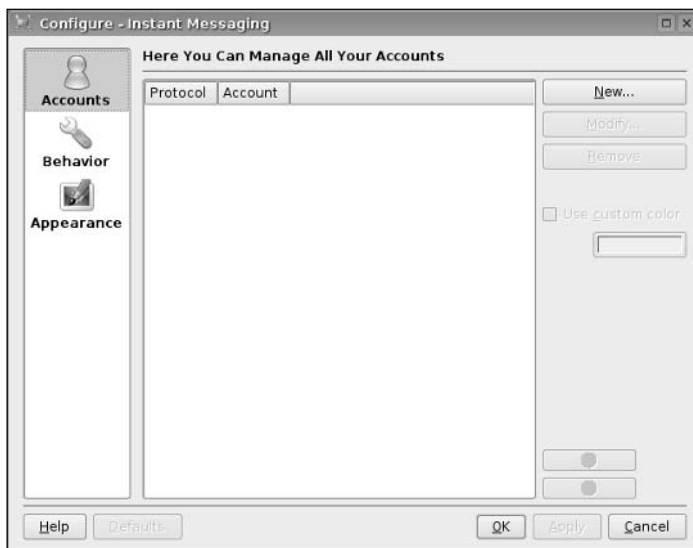 Configure - Instant Messaging
Accounts
Behavior
Appearance
Here You Can Manage All Your Accounts
Protocol Account
New...
Modify...
Remove
Use custom color
Help Defaults OK Apply Cancel